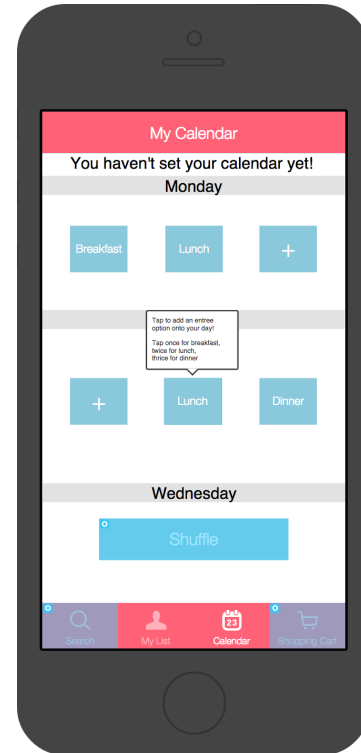 My Calendar
You haven't set your calendar yet!
Monday
Breakfast
Lunch
+
Tap to add an entree
option onto your day!
Tap once for breakfast,
twice for lunch,
thrice for dinner
+
Lunch
Dinner
Wednesday
Shuffle
23
Search
My List
Calendar
Shopping Cart